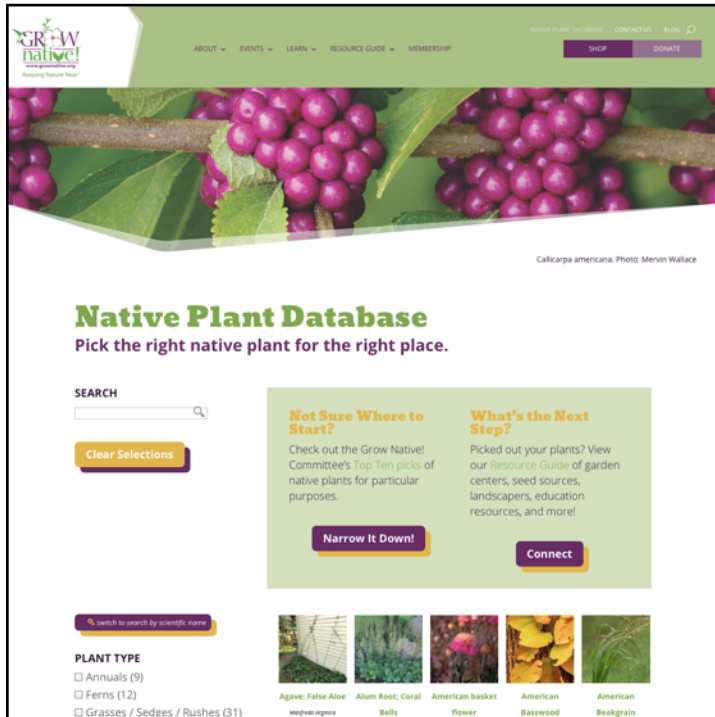 GROW
native!
www.grownative.org
Keeping Nature Near™
NATIVE PLANT DATABASE CONTACT US BLOG
ABOUT EVENTS LEARN RESOURCE GUIDE MEMBERSHIP
SHOP DONATE
Callicarpa americana. Photo: Mervin Wallace
Native Plant Database
Pick the right native plant for the right place.
SEARCH
Clear Selections
Not Sure Where to
Start?
Check out the Grow Native!
Committee's Top Ten picks of
native plants for particular
purposes.
Narrow It Down!
What's the Next
Step?
Picked out your plants? View
our Resource Guide of garden
centers, seed sources,
landscapers, education
resources, and more!
Connect
switch to search by scientific name
PLANT TYPE
Annuals (9)
Ferns (12)
Grasses / Sedges / Rushes (31)
Agave; False Aloe
Manfreda virginica
Alum Root; Coral
Bells
American basket
flower
American
Basswood
American
Beakgrain